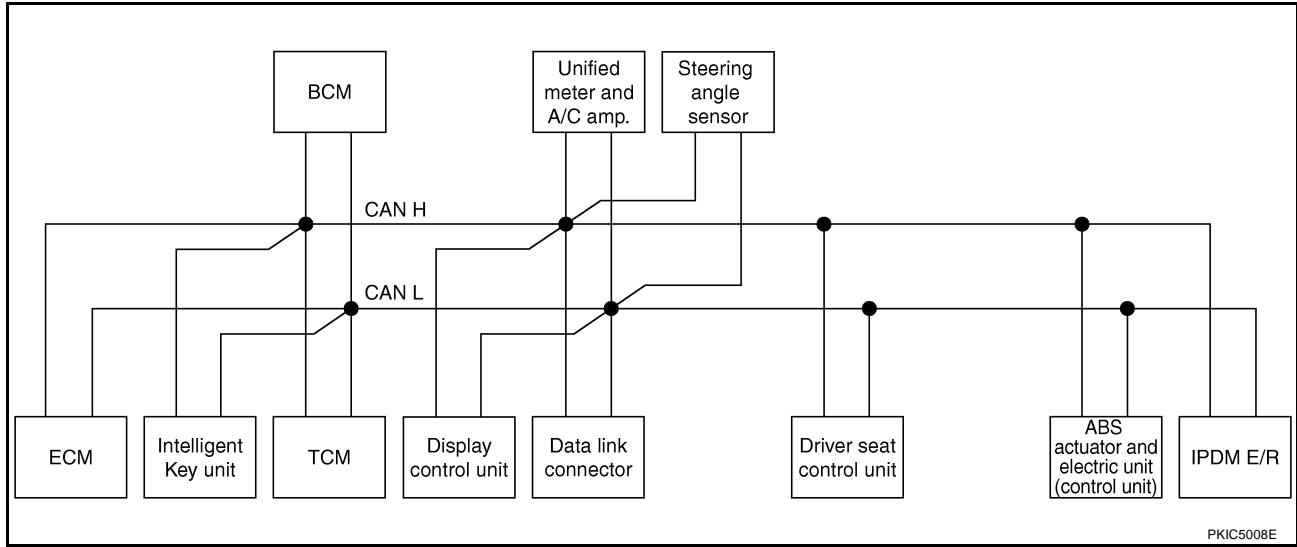 BCM
Unified
meter and
A/C amp.
Steering
angle
sensor
CAN H
CAN L
ECM
Intelligent
Key unit
TCM
Display
control unit
Data link
connector
Driver seat
control unit
ABS
actuator and
electric unit
(control unit)
IPDM E/R
PKIC5008E